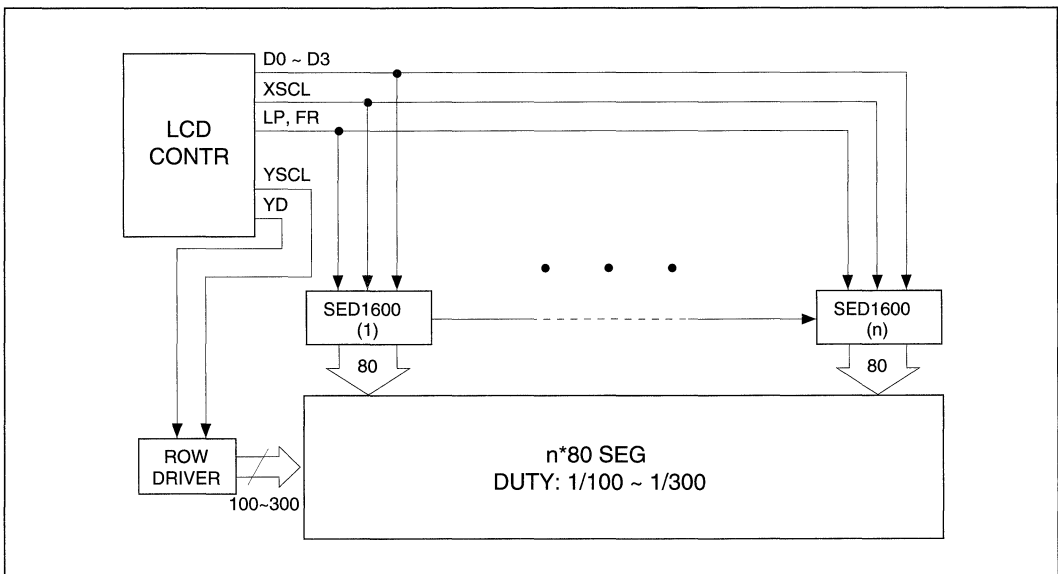 D0 ~ D3
XSCL
LP, FR
LCD
CONTR
YSCL
YD
SED1600
(1)
SED1600
(n)
80
80
ROW
DRIVER
100~300
n*80 SEG
DUTY: 1/100 ~ 1/300